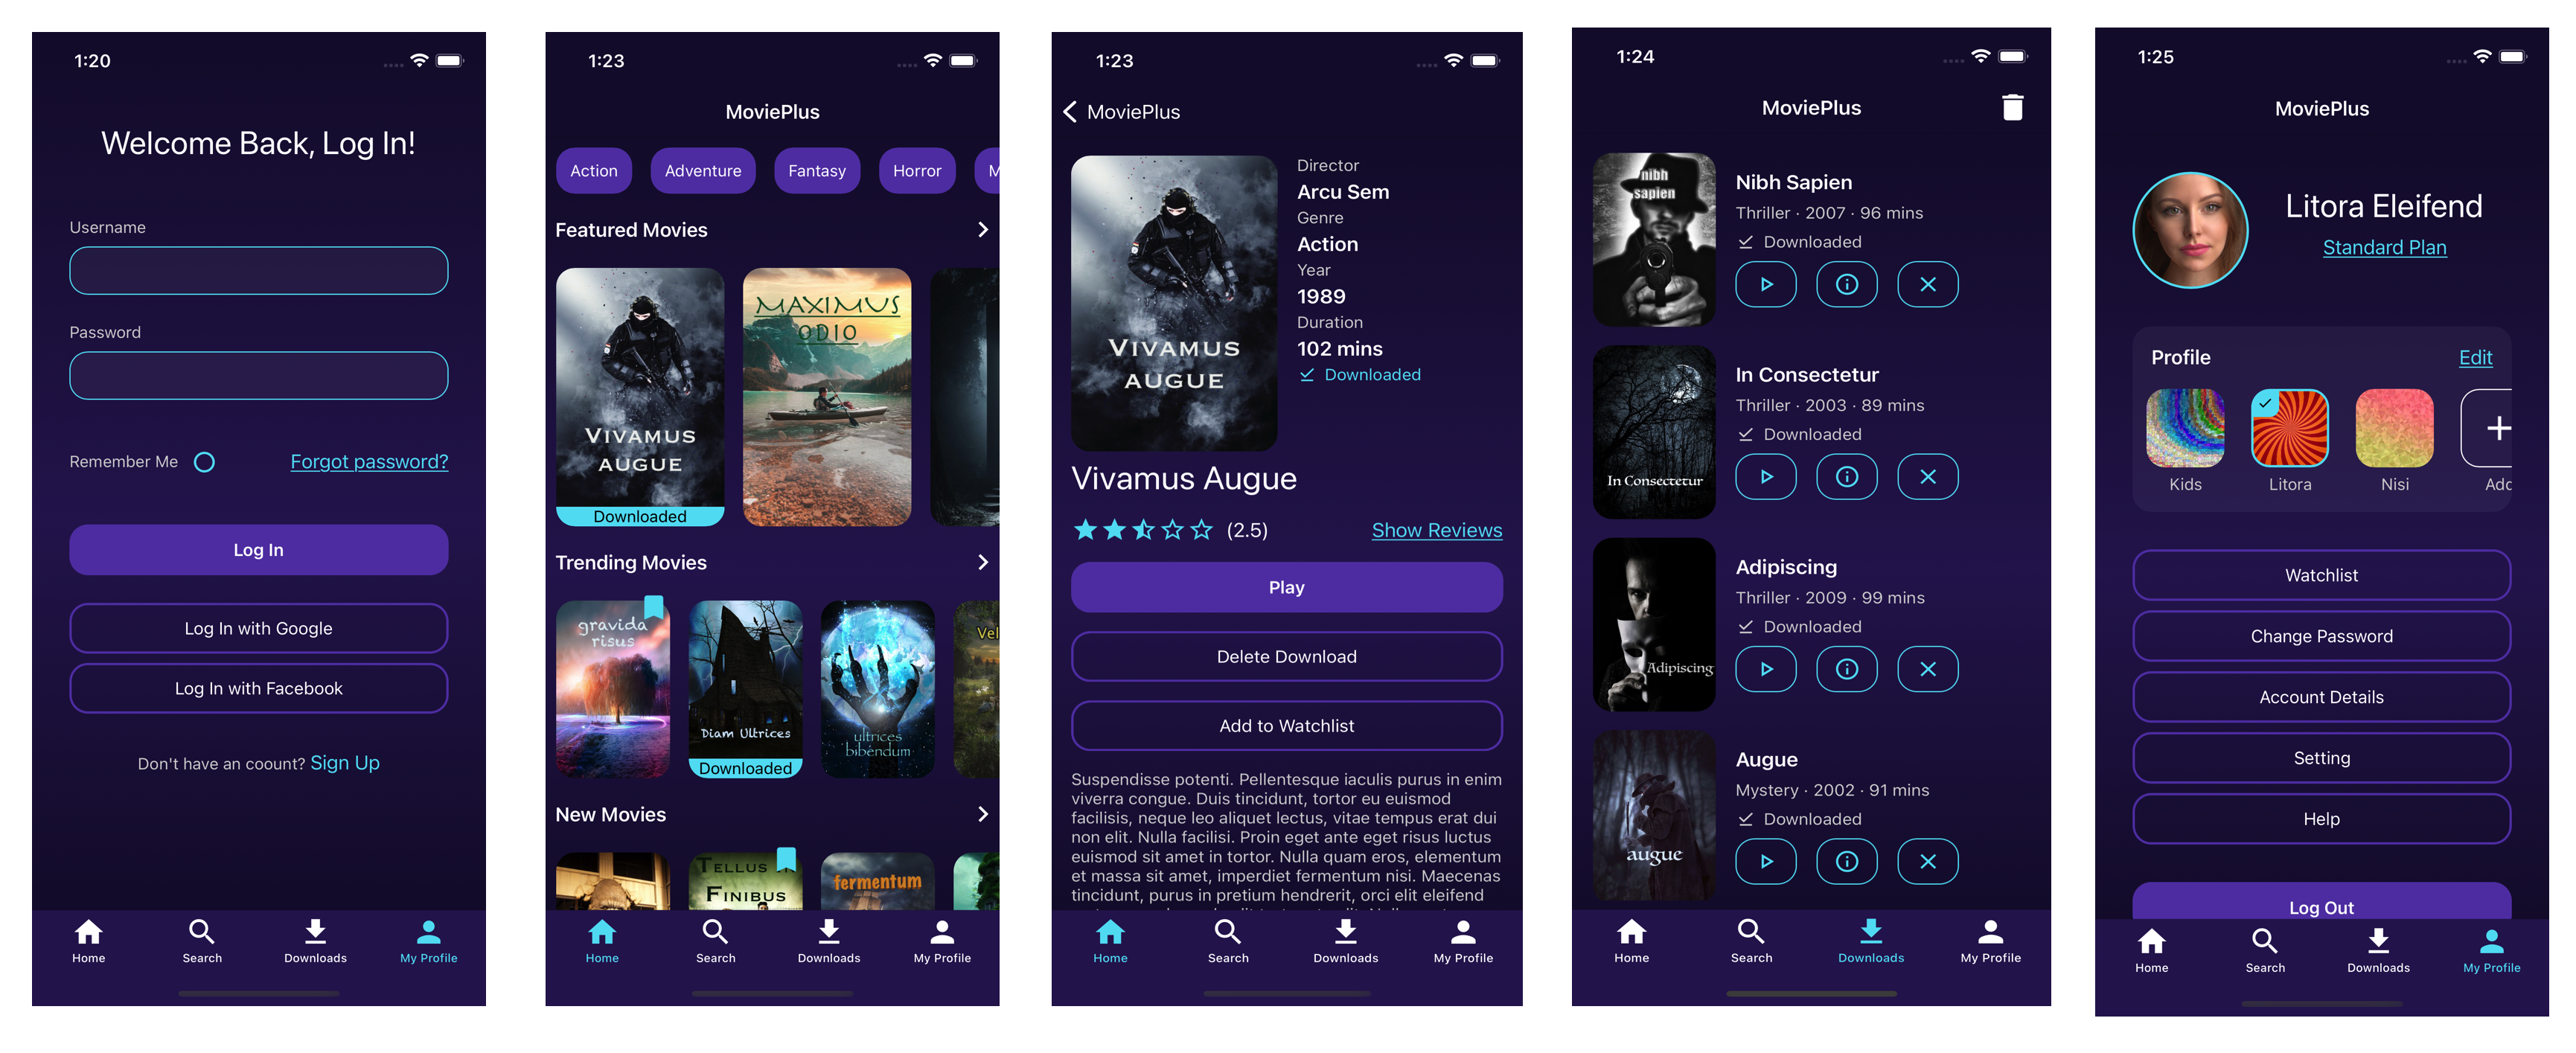 1:20
Welcome Back, Log In!
Username
Password
Remember Me
Forgot password?
Log In
Log In with Google
Log In with Facebook
Don't have an coount? Sign Up
Home
Search
Downloads
My Profile
1:23
MoviePlus
Action
Adventure
Fantasy
Horror
M
Featured Movies
VIVAMUS
AUGUE
Downloaded
MAXIMUS
ODIO
Trending Movies
gravida
risus
Diam Ultrices
Downloaded
ultrices
bibendum
Vel
New Movies
TELLUS
FINIBUS
fermentum
Home
Search
Downloads
My Profile
1:23
MoviePlus
VIVAMUS
AUGUE
Director
Arcu Sem
Genre
Action
Year
1989
Duration
102 mins
Downloaded
Vivamus Augue
(2.5)
Show Reviews
Play
Delete Download
Add to Watchlist
Suspendisse potenti. Pellentesque iaculis purus in enim
viverra congue. Duis tincidunt, tortor eu euismod
facilisis, neque leo aliquet lectus, vitae tempus erat dui
non elit. Nulla facilisi. Proin eget ante eget risus luctus
euismod sit amet in tortor. Nulla quam eros, elementum
et massa sit amet, imperdiet fermentum nisi. Maecenas
tincidunt, purus in pretium hendrerit, orci elit eleifend
Home
Search
Downloads
My Profile
1:24
MoviePlus
nibh
sapien
Nibh Sapien
Thriller · 2007 · 96 mins
Downloaded
In Consectetur
In Consectetur
Thriller · 2003 · 89 mins
Downloaded
Adipiscing
Adipiscing
Thriller · 2009 · 99 mins
Downloaded
augue
Augue
Mystery · 2002 · 91 mins
Downloaded
Home
Search
Downloads
My Profile
1:25
MoviePlus
Litora Eleifend
Standard Plan
Profile
Edit
Kids
Litora
Nisi
Add
Watchlist
Change Password
Account Details
Setting
Help
Log Out
Home
Search
Downloads
My Profile